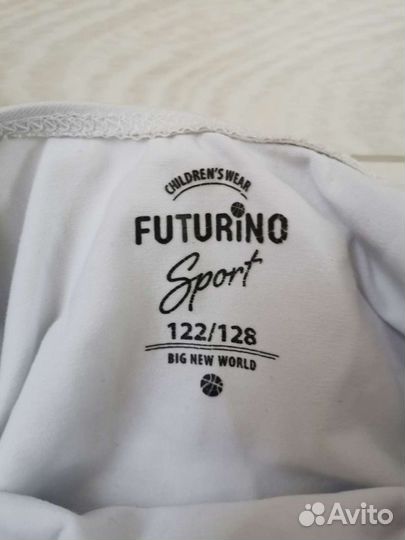 CHILDREN'S WEAR
FUTURiNO
Sport
122/128
BIG NEW WORLD
Avito